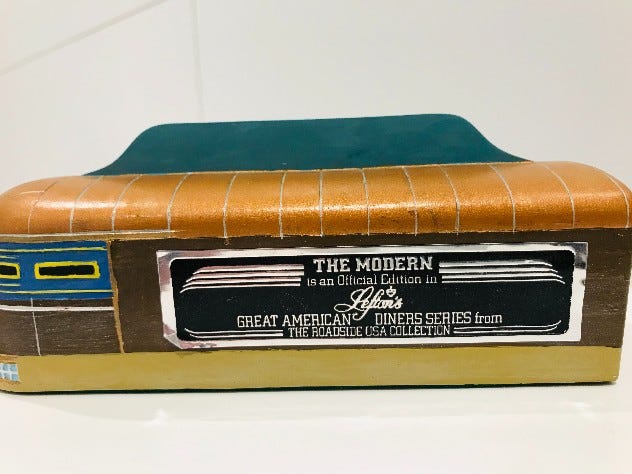 THE MODERN
is an Official Edition in
Lefton's
GREAT AMERICAN DINERS SERIES from
THE ROADSIDE USA COLLECTION